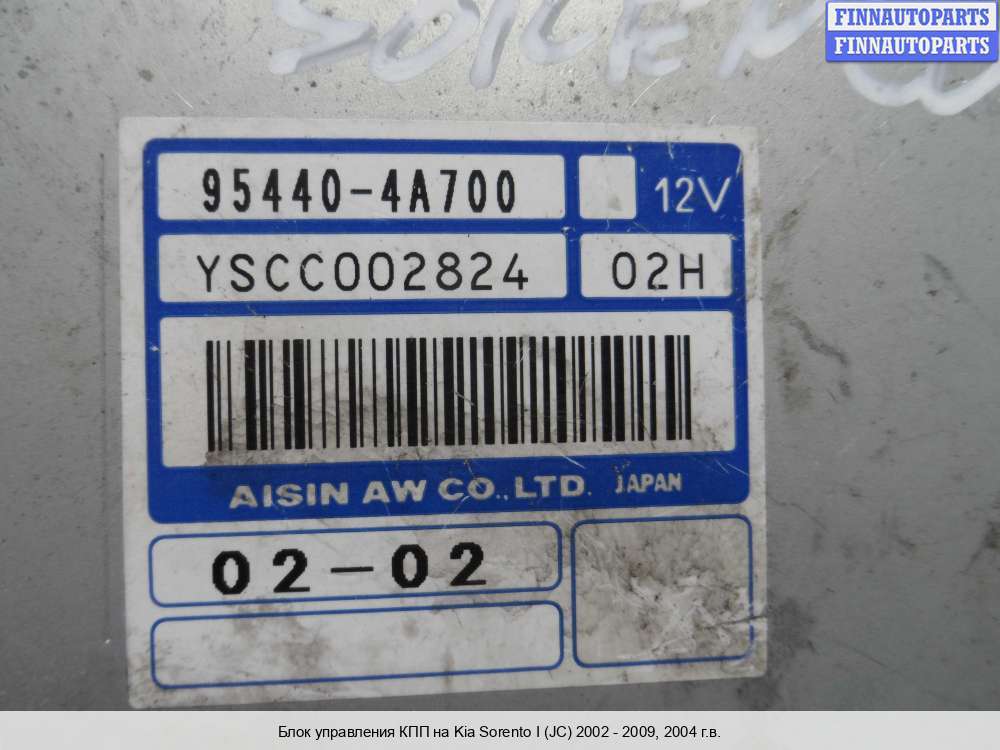 FINNAUTOPARTS
FINNAUTOPARTS
95440-4A700
12V
YSCC002824
02H
AISIN AW CO.,LTD. JAPAN
02-02
Блок управления КПП на Kia Sorento I (JC) 2002 - 2009, 2004 г.в.